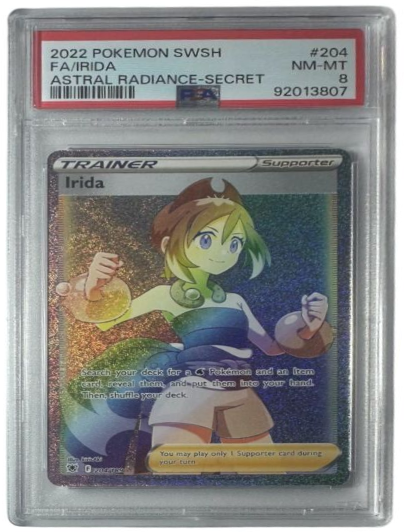 2022 POKEMON SWSH #204
FA/IRIDA NM-MT
ASTRAL RADIANCE-SECRET 8
PSA 92013807
TRAINER Supporter
Irida
Search your deck for a Pokémon and an item
card, reveal them, and put them into your hand.
Then, shuffle your deck.
You may play only 1 Supporter card during
your turn.